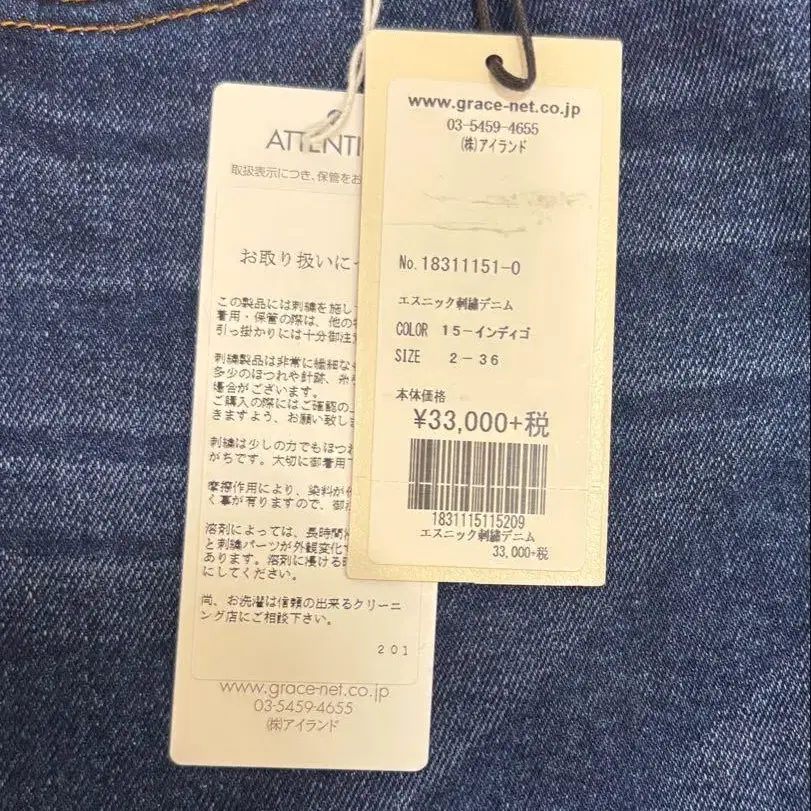 ATTENTI
取扱表示につき、保管をお
お取り扱いにつ
この製品には刺繍を施し
着用・保管の際は、他の
引っ掛かりには十分御注
刺繍製品は非常に繊細な
多少のほつれや針跡、糸
場合がございます。
ご購入の際にはご確認の
きますよう、お願い致し
刺繍は少しの力でもほつれ
がちです。大切に御着用下
摩擦作用により、染料が他
く事が有りますので、御
溶剤によっては、長時間
と刺繍パーツが外観変化
あります。溶剤に浸ける
にしてください。
尚、お洗濯は信頼の出来るクリーニ
ング店にご相談下さい。
201
www.grace-net.co.jp
03-5459-4655
(株)アイランド
www.grace-net.co.jp
03-5459-4655
(株)アイランド
No.18311151-0
エスニック刺繍デニム
COLOR 15-インディゴ
SIZE 2-36
本体価格
¥33,000+税
1831115115209
エスニック刺繍デニム
33,000+税